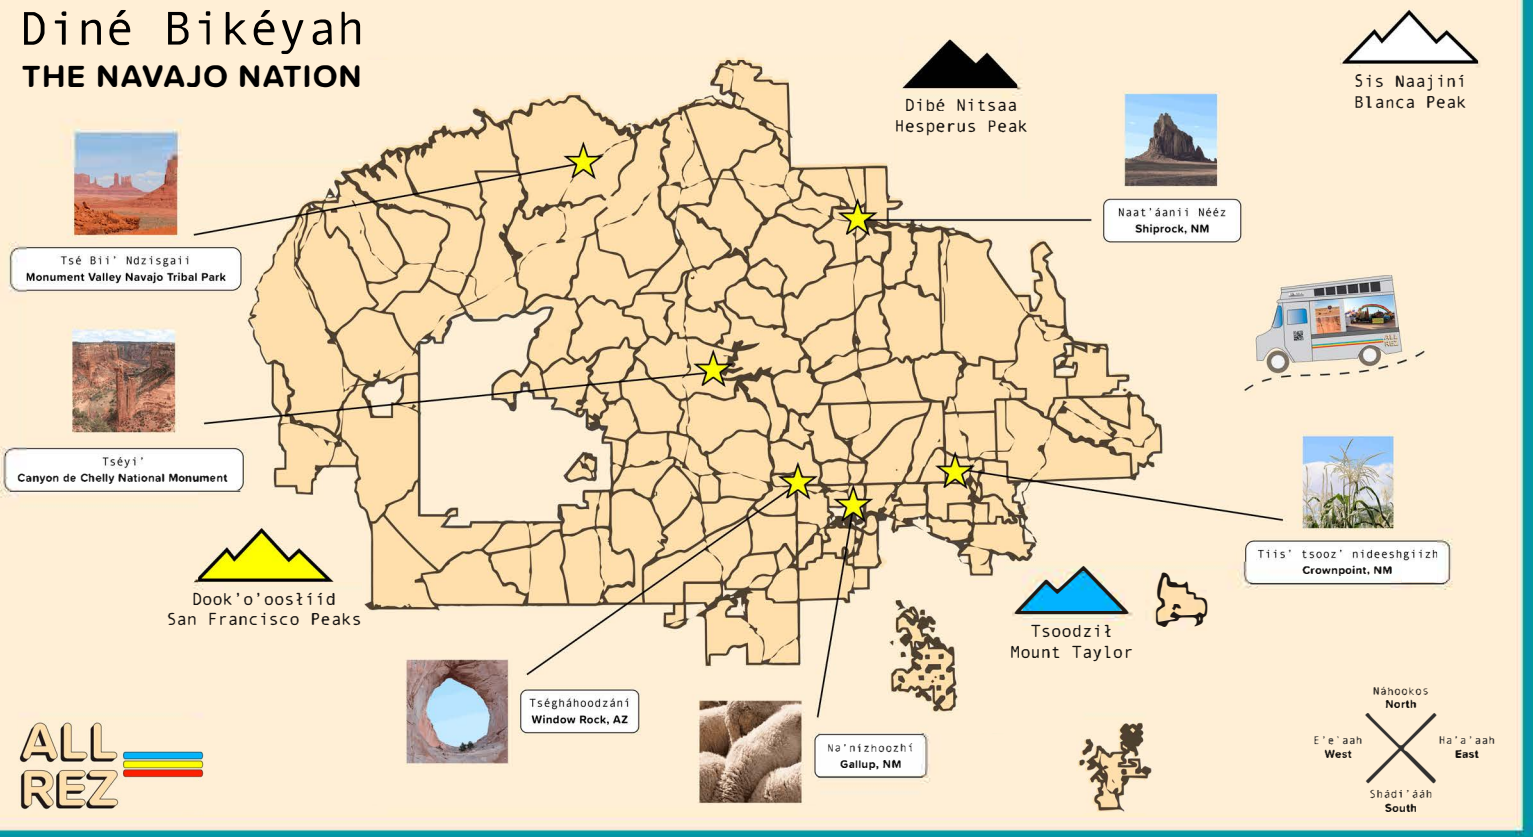 Diné Bikéyah
THE NAVAJO NATION
Dibé Nitsaa
Hesperus Peak
Sis Naajiní
Blanca Peak
Naat'áanii Nééz
Shiprock, NM
Tsé Bii' Ndzisgaii
Monument Valley Navajo Tribal Park
ALL
REZ
Tséyi'
Canyon de Chelly National Monument
Tiis' tsooz' nideeshgiizh
Crownpoint, NM
Dook'o'oosłííd
San Francisco Peaks
Tsoodził
Mount Taylor
Tségháhoodzání
Window Rock, AZ
Na'nizhoozhí
Gallup, NM
Náhookos
North
E'e'aah
West
Ha'a'aah
East
Shádi'ááh
South
ALL
REZ